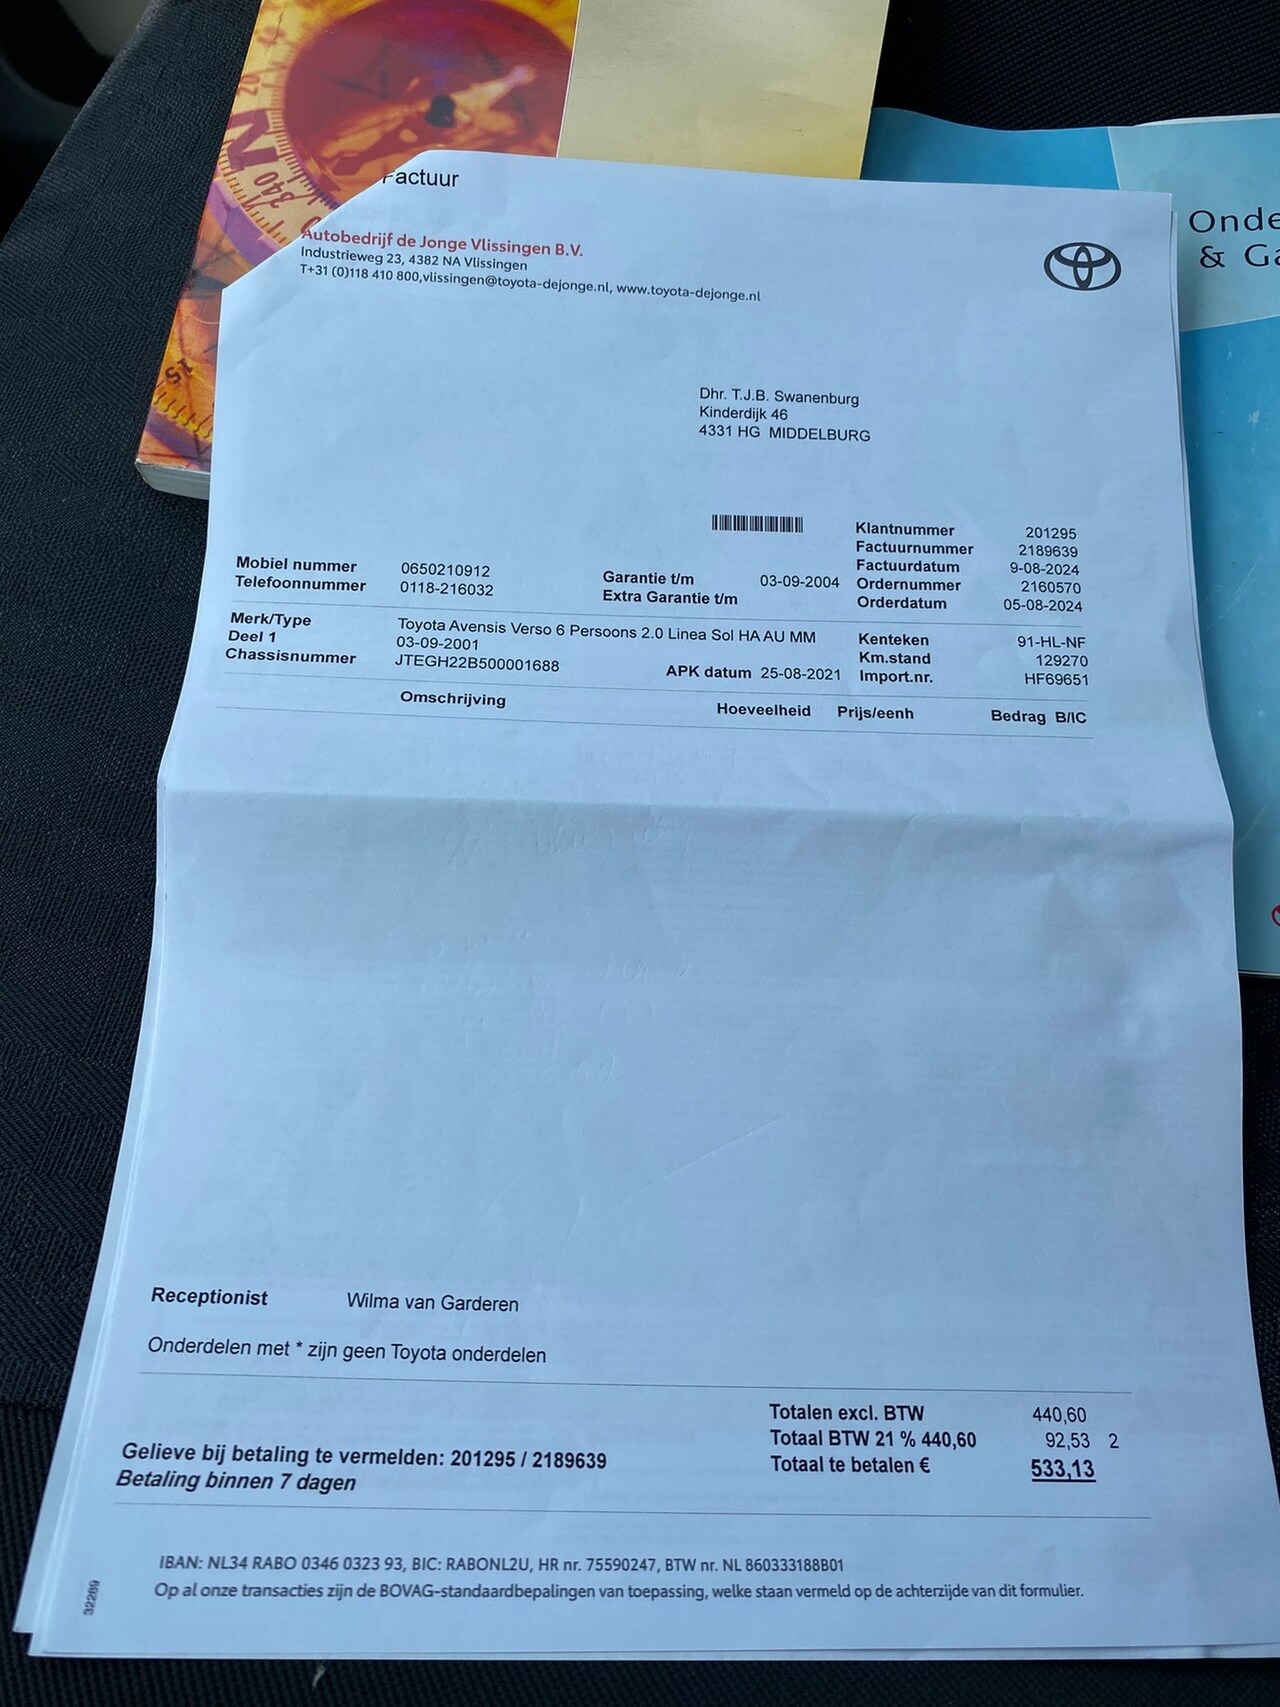 Factuur
Autobedrijf de Jonge Vlissingen B.V.
Industrieweg 23, 4382 NA Vlissingen
T+31 (0)118 410 800,vlissingen@toyota-dejonge.nl, www.toyota-dejonge.nl
Onde
& Ga
Dhr. T.J.B. Swanenburg
Kinderdijk 46
4331 HG MIDDELBURG
Klantnummer 201295
Factuurnummer 2189639
Factuurdatum 9-08-2024
Ordernummer 2160570
Orderdatum 05-08-2024
Mobiel nummer 0650210912
Telefoonnummer 0118-216032
Garantie t/m 03-09-2004
Extra Garantie t/m
Merk/Type Toyota Avensis Verso 6 Persoons 2.0 Linea Sol HA AU MM
Deel 1 03-09-2001
Chassisnummer JTEGH22B500001688
APK datum 25-08-2021
Kenteken 91-HL-NF
Km.stand 129270
Import.nr. HF69651
Omschrijving Hoeveelheid Prijs/eenh Bedrag B/IC
Receptionist Wilma van Garderen
Onderdelen met * zijn geen Toyota onderdelen
Totalen excl. BTW 440,60
Totaal BTW 21 % 440,60 92,53 2
Totaal te betalen € 533,13
Gelieve bij betaling te vermelden: 201295 / 2189639
Betaling binnen 7 dagen
IBAN: NL34 RABO 0346 0323 93, BIC: RABONL2U, HR nr. 75590247, BTW nr. NL 860333188B01
Op al onze transacties zijn de BOVAG-standaardbepalingen van toepassing, welke staan vermeld op de achterzijde van dit formulier.
32289
N
20
340
15